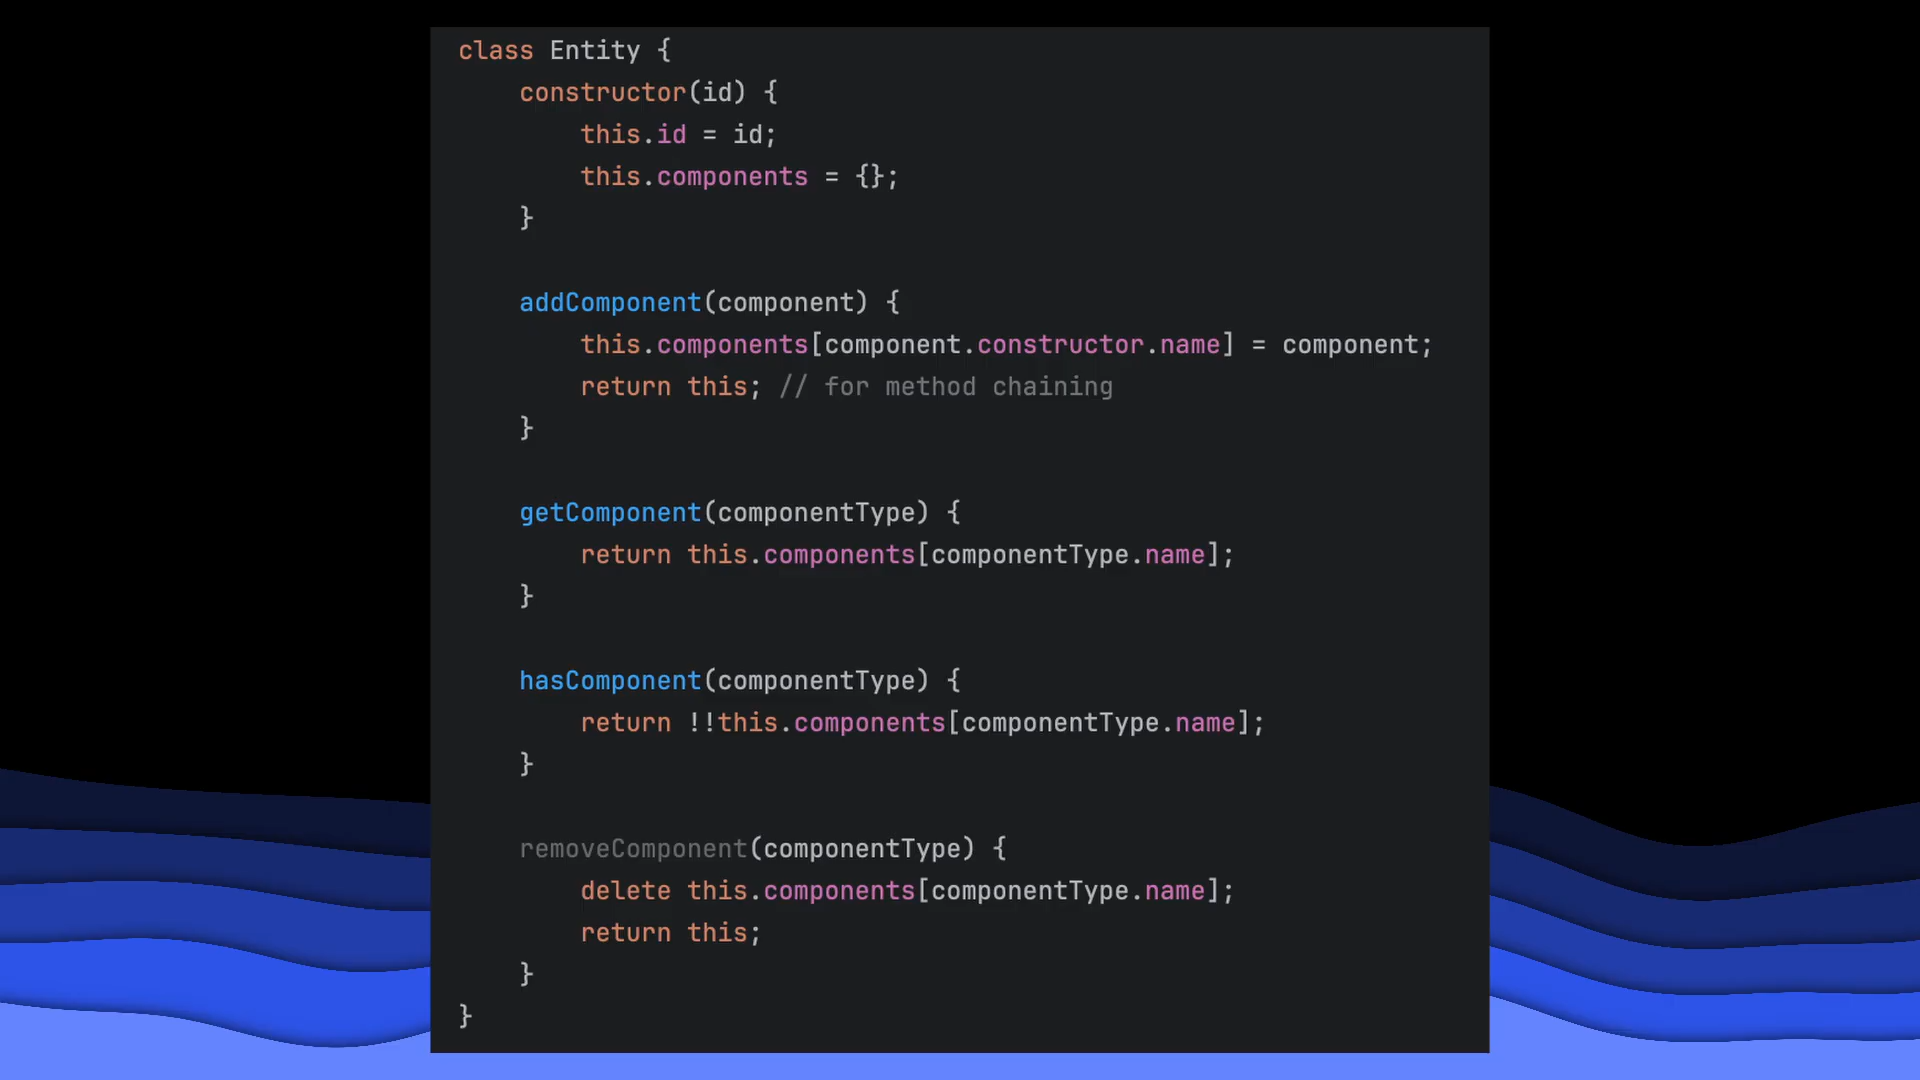 class Entity {
    constructor(id) {
        this.id = id;
        this.components = {};
    }

    addComponent(component) {
        this.components[component.constructor.name] = component;
        return this; // for method chaining
    }

    getComponent(componentType) {
        return this.components[componentType.name];
    }

    hasComponent(componentType) {
        return !!this.components[componentType.name];
    }

    removeComponent(componentType) {
        delete this.components[componentType.name];
        return this;
    }
}